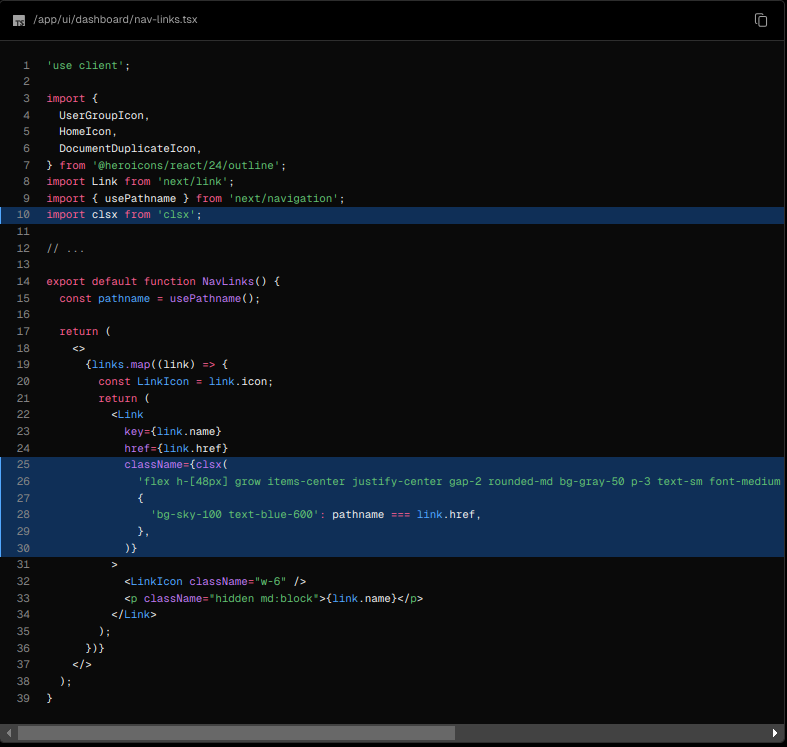 TS /app/ui/dashboard/nav-links.tsx
1 'use client';
2
3 import {
4   UserGroupIcon,
5   HomeIcon,
6   DocumentDuplicateIcon,
7 } from '@heroicons/react/24/outline';
8 import Link from 'next/link';
9 import { usePathname } from 'next/navigation';
10 import clsx from 'clsx';
11
12 // ...
13
14 export default function NavLinks() {
15   const pathname = usePathname();
16
17   return (
18     <>
19       {links.map((link) => {
20         const LinkIcon = link.icon;
21         return (
22           <Link
23             key={link.name}
24             href={link.href}
25             className={clsx(
26               'flex h-[48px] grow items-center justify-center gap-2 rounded-md bg-gray-50 p-3 text-sm font-medium
27               {
28                 'bg-sky-100 text-blue-600': pathname === link.href,
29               },
30             )}
31           >
32             <LinkIcon className="w-6" />
33             <p className="hidden md:block">{link.name}</p>
34           </Link>
35         );
36       })}
37     </>
38   );
39 }